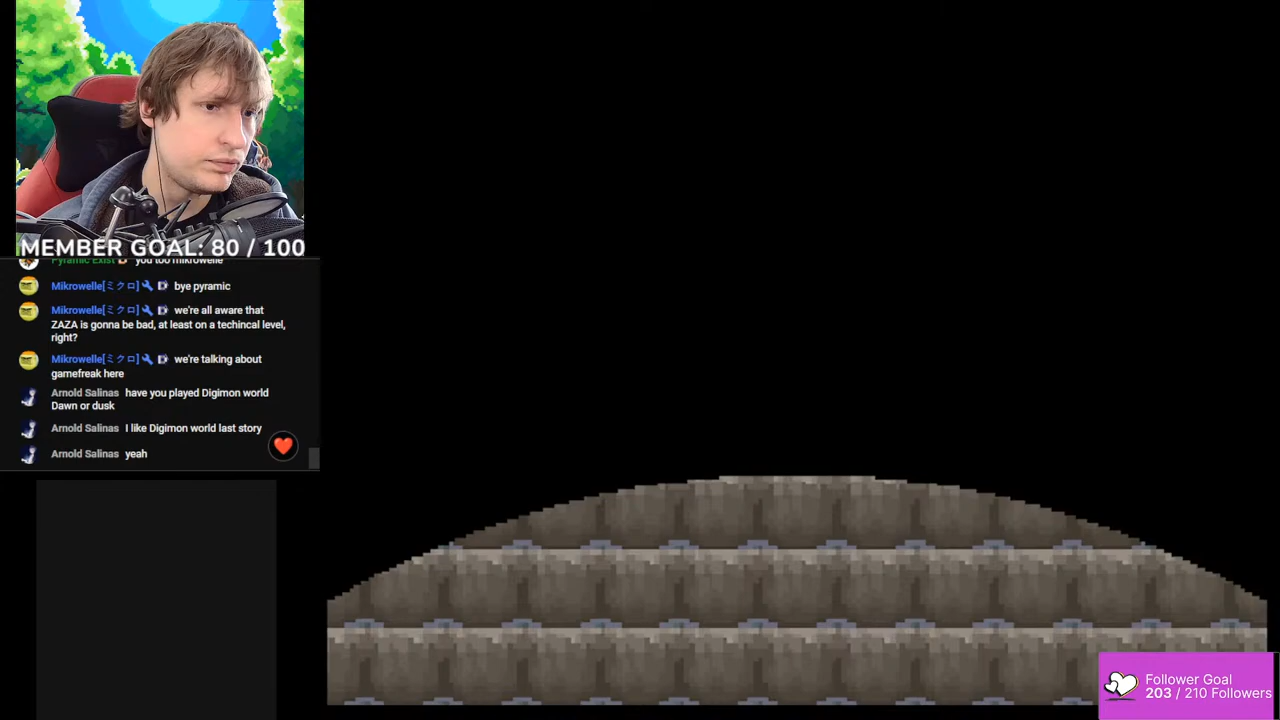 MEMBER GOAL: 80 / 100
Pyramic Exist you too mikrowelle
Mikrowelle[ミクロ] bye pyramic
Mikrowelle[ミクロ] we're all aware that
ZAZA is gonna be bad, at least on a techincal level,
right?
Mikrowelle[ミクロ] we're talking about
gamefreak here
Arnold Salinas have you played Digimon world
Dawn or dusk
Arnold Salinas I like Digimon world last story
Arnold Salinas yeah
Follower Goal
203 / 210 Followers